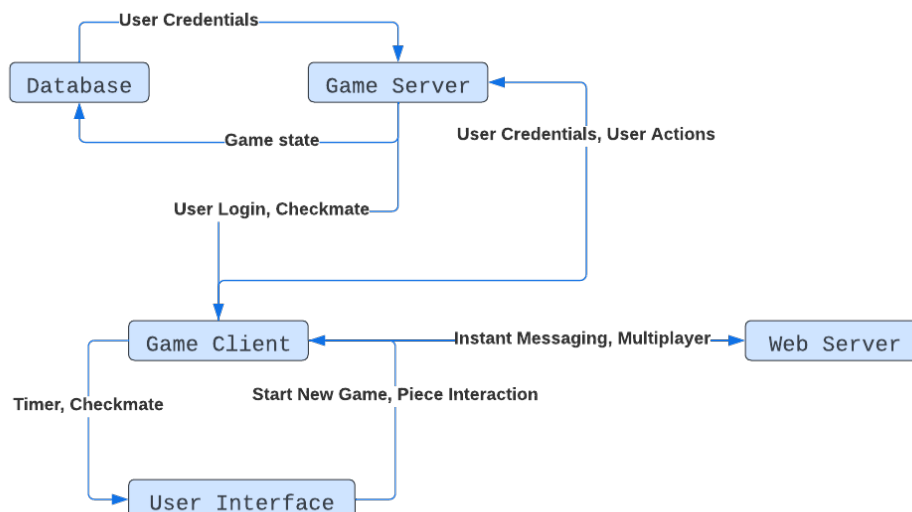 User Credentials
Database
Game Server
Game state
User Credentials, User Actions
User Login, Checkmate
Game Client
Instant Messaging, Multiplayer
Web Server
Timer, Checkmate
Start New Game, Piece Interaction
User Interface